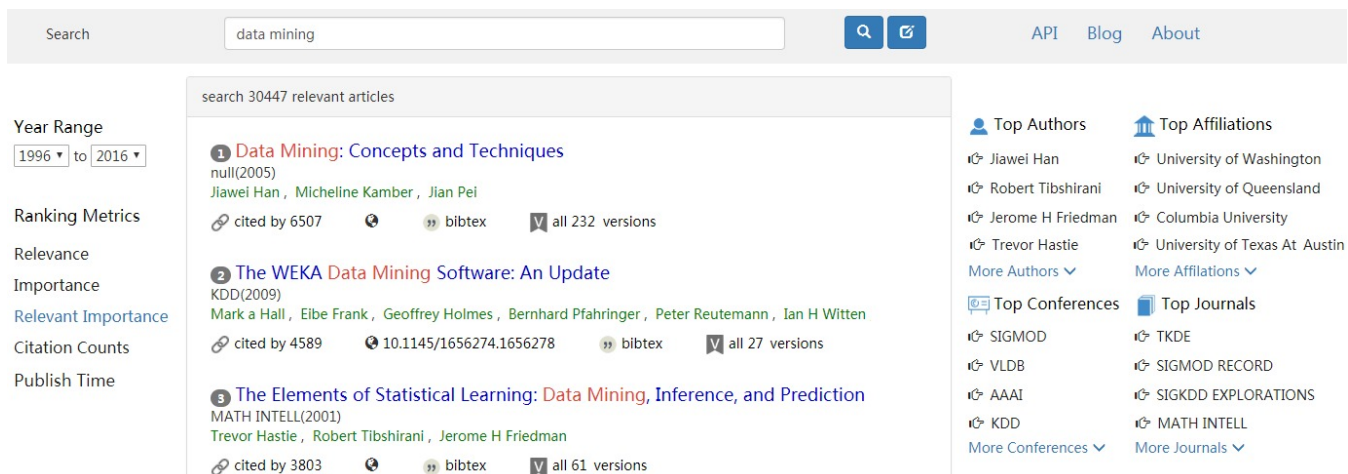 Search
data mining
API Blog About
Year Range
1996 to 2016
Ranking Metrics
Relevance
Importance
Relevant Importance
Citation Counts
Publish Time
search 30447 relevant articles
1 Data Mining: Concepts and Techniques
null(2005)
Jiawei Han , Micheline Kamber , Jian Pei
cited by 6507 bibtex V all 232 versions
2 The WEKA Data Mining Software: An Update
KDD(2009)
Mark a Hall , Eibe Frank , Geoffrey Holmes , Bernhard Pfahringer , Peter Reutemann , Ian H Witten
cited by 4589 10.1145/1656274.1656278 bibtex V all 27 versions
3 The Elements of Statistical Learning: Data Mining, Inference, and Prediction
MATH INTELL(2001)
Trevor Hastie , Robert Tibshirani , Jerome H Friedman
cited by 3803 bibtex V all 61 versions
Top Authors
Jiawei Han
Robert Tibshirani
Jerome H Friedman
Trevor Hastie
More Authors
Top Affiliations
University of Washington
University of Queensland
Columbia University
University of Texas At Austin
More Affilations
Top Conferences
SIGMOD
VLDB
AAAI
KDD
More Conferences
Top Journals
TKDE
SIGMOD RECORD
SIGKDD EXPLORATIONS
MATH INTELL
More Journals